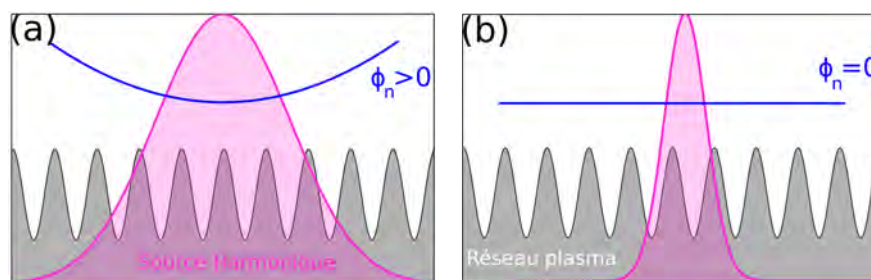 (a)
ϕn>0
Source Harmonique
(b)
ϕn=0
Réseau plasma